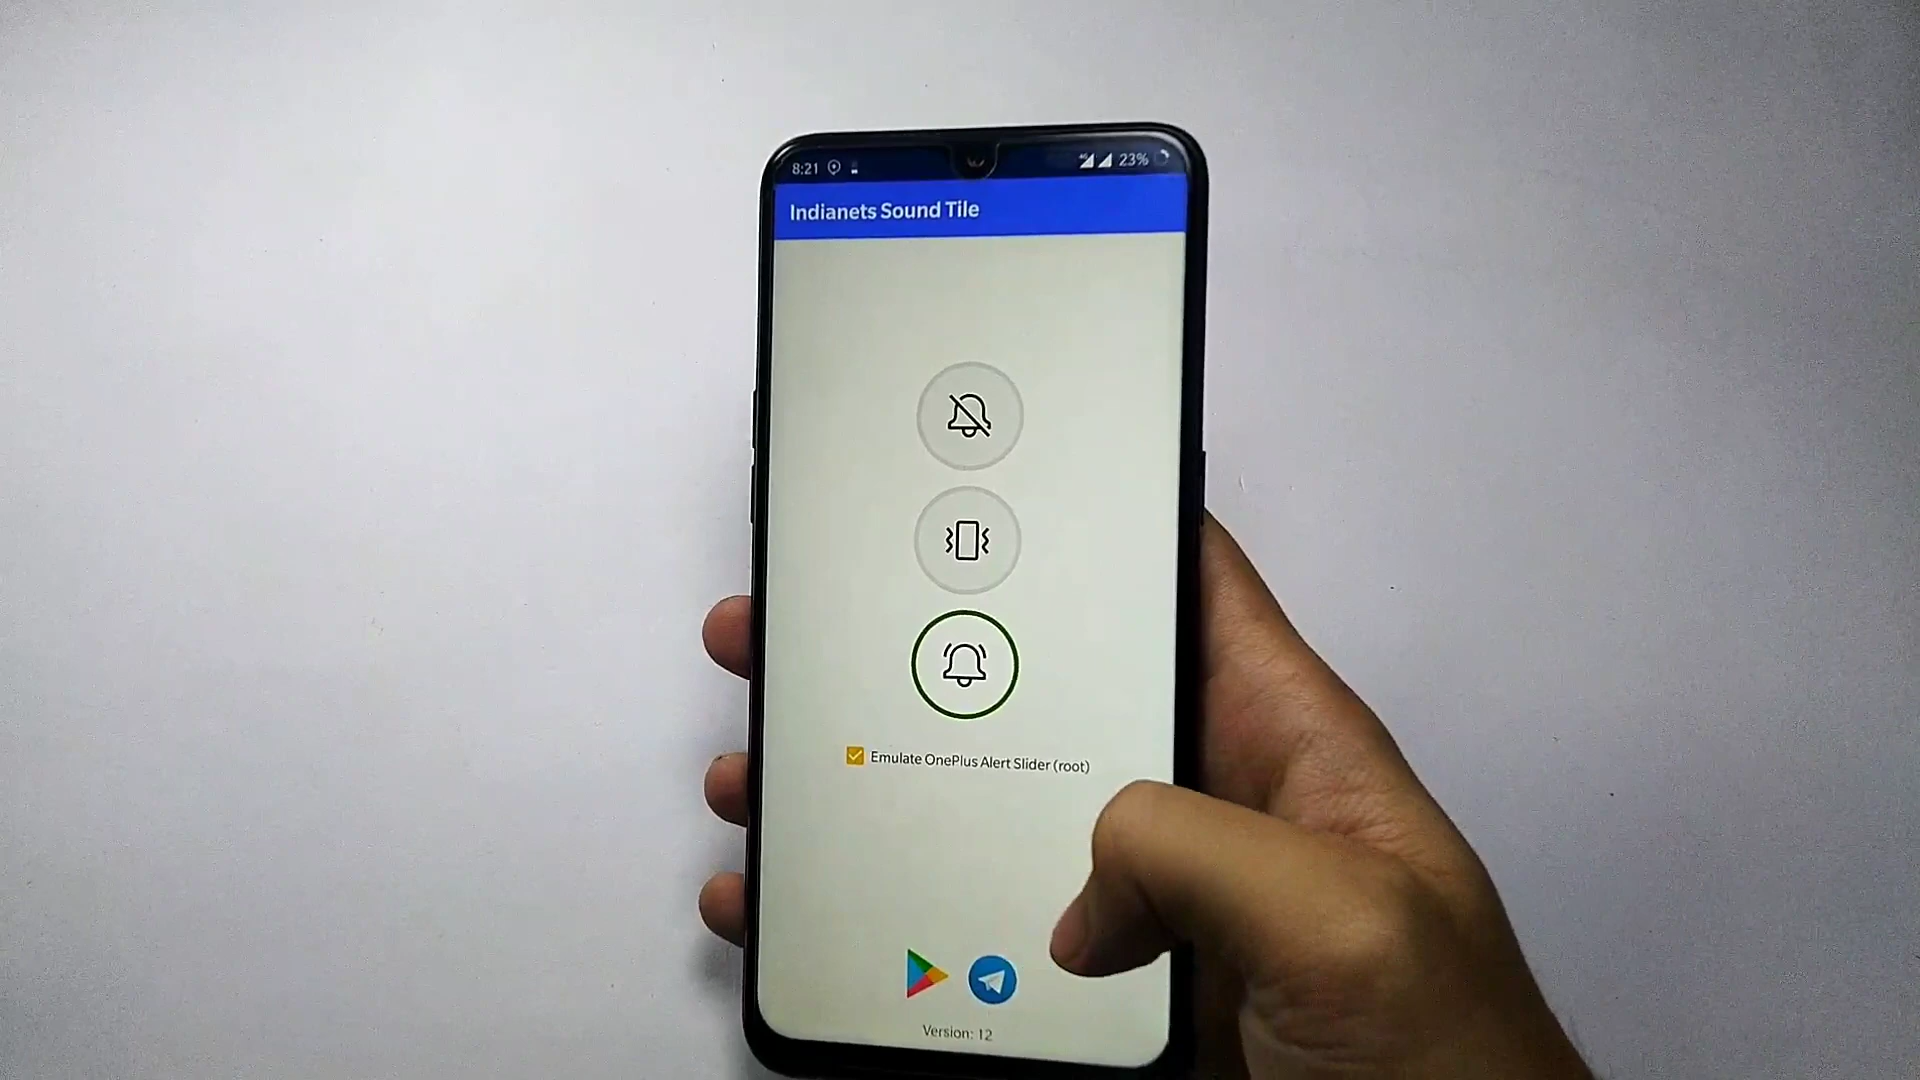 8:21 23%
Indianets Sound Tile
Emulate OnePlus Alert Slider (root)
Version: 12